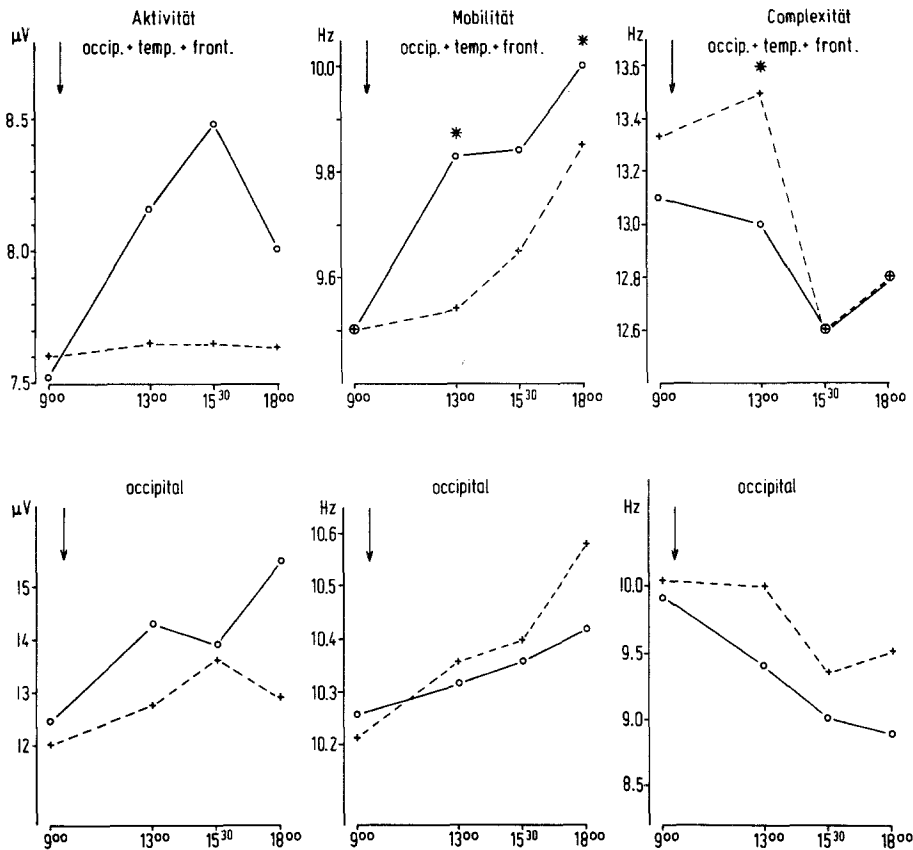 Aktivität
µV
occip. + temp. + front.
8.5
8.0
7.5
9⁰⁰ 13⁰⁰ 15³⁰ 18⁰⁰
Mobilität
Hz
occip. + temp. + front.
10.0
9.8
9.6
9⁰⁰ 13⁰⁰ 15³⁰ 18⁰⁰
Complexität
Hz
occip. + temp. + front.
13.6
13.4
13.2
13.0
12.8
12.6
9⁰⁰ 13⁰⁰ 15³⁰ 18⁰⁰
occipital
µV
15
14
13
12
9⁰⁰ 13⁰⁰ 15³⁰ 18⁰⁰
occipital
Hz
10.6
10.5
10.4
10.3
10.2
9⁰⁰ 13⁰⁰ 15³⁰ 18⁰⁰
occipital
Hz
10.0
9.5
9.0
8.5
9⁰⁰ 13⁰⁰ 15³⁰ 18⁰⁰